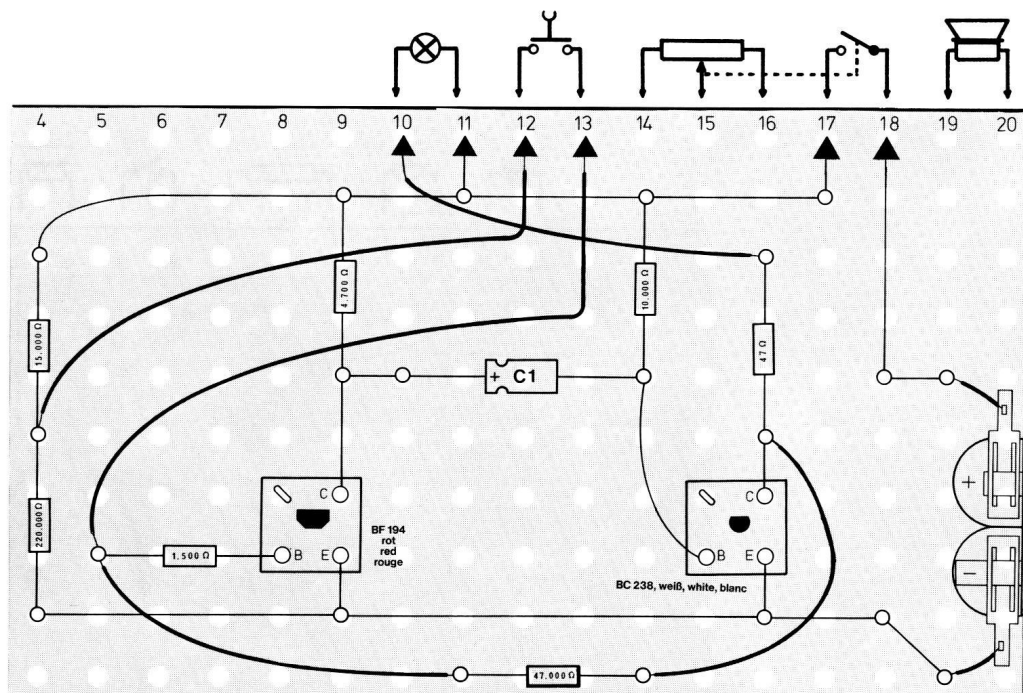 4 5 6 7 8 9 10 11 12 13 14 15 16 17 18 19 20
4.700 Ω
10.000 Ω
15.000 Ω
47 Ω
+ C1
C
C
+
220.000 Ω
BF 194
rot
red
rouge
1.500 Ω
B E
B E
BC 238, weiß, white, blanc
−
47.000 Ω